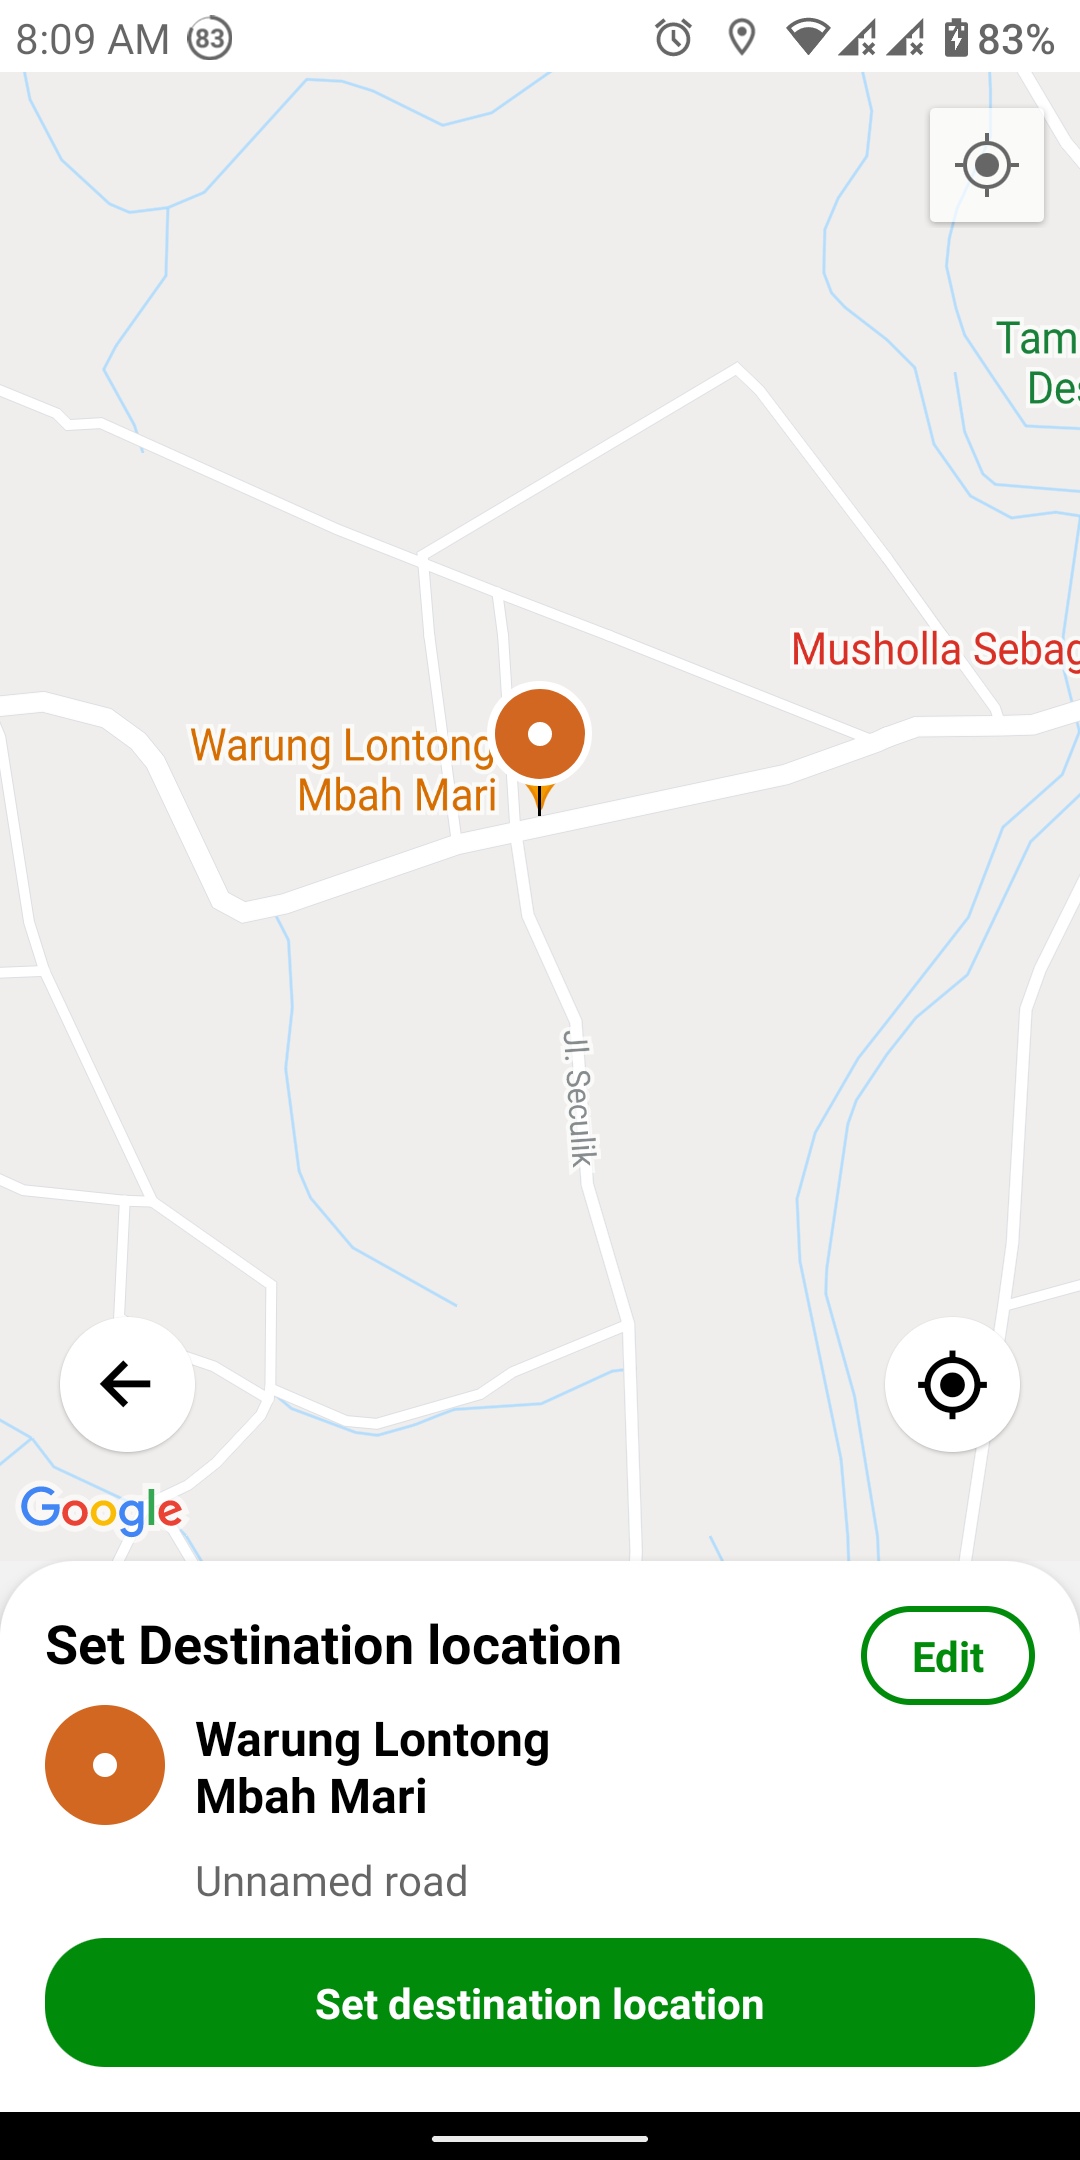 8:09 AM 83 83%
Tam
Des
Musholla Sebag
Warung Lontong
Mbah Mari
Jl. Seculik
Google
Set Destination location
Edit
Warung Lontong
Mbah Mari
Unnamed road
Set destination location